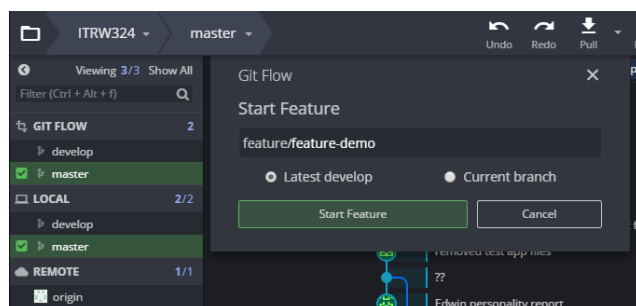 ITRW324
master
Undo
Redo
Pull
Viewing 3/3 Show All
Filter (Ctrl + Alt + f)
GIT FLOW 2
develop
master
LOCAL 2/2
develop
master
REMOTE 1/1
origin
Git Flow
Start Feature
feature/feature-demo
Latest develop
Current branch
Start Feature
Cancel
removed test app files
??
Edwin personality report